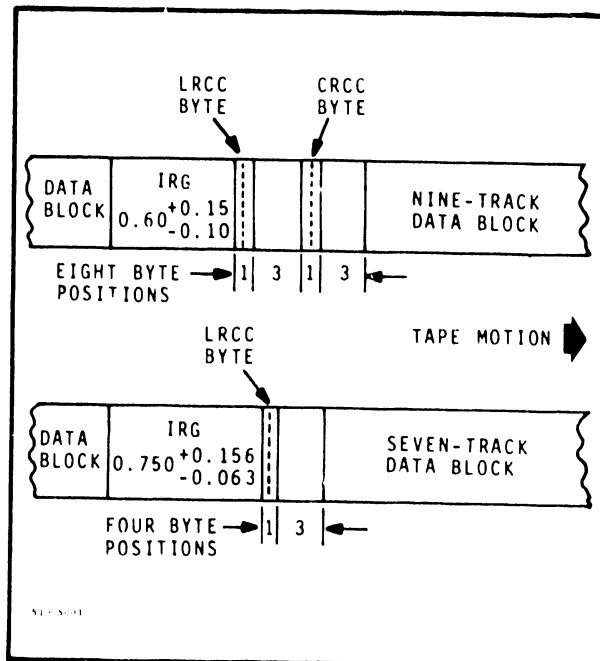 LRCC
BYTE
CRCC
BYTE
DATA
BLOCK
IRG
0.60 +0.15
-0.10
NINE-TRACK
DATA BLOCK
EIGHT BYTE
POSITIONS
1 3 1 3
LRCC
BYTE
TAPE MOTION
DATA
BLOCK
IRG
0.750 +0.156
-0.063
SEVEN-TRACK
DATA BLOCK
FOUR BYTE
POSITIONS
1 3